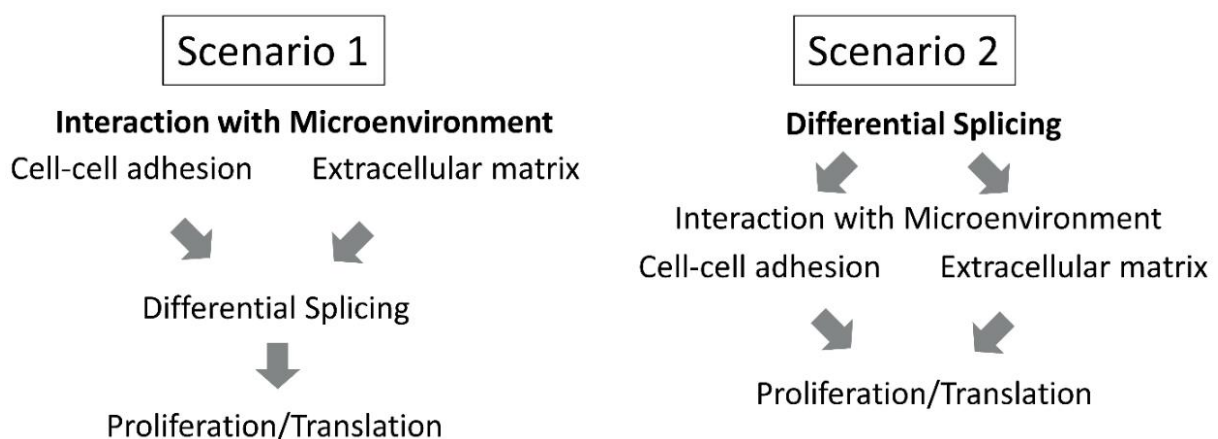 Scenario 1
Interaction with Microenvironment
Cell-cell adhesion Extracellular matrix
Differential Splicing
Proliferation/Translation
Scenario 2
Differential Splicing
Interaction with Microenvironment
Cell-cell adhesion Extracellular matrix
Proliferation/Translation